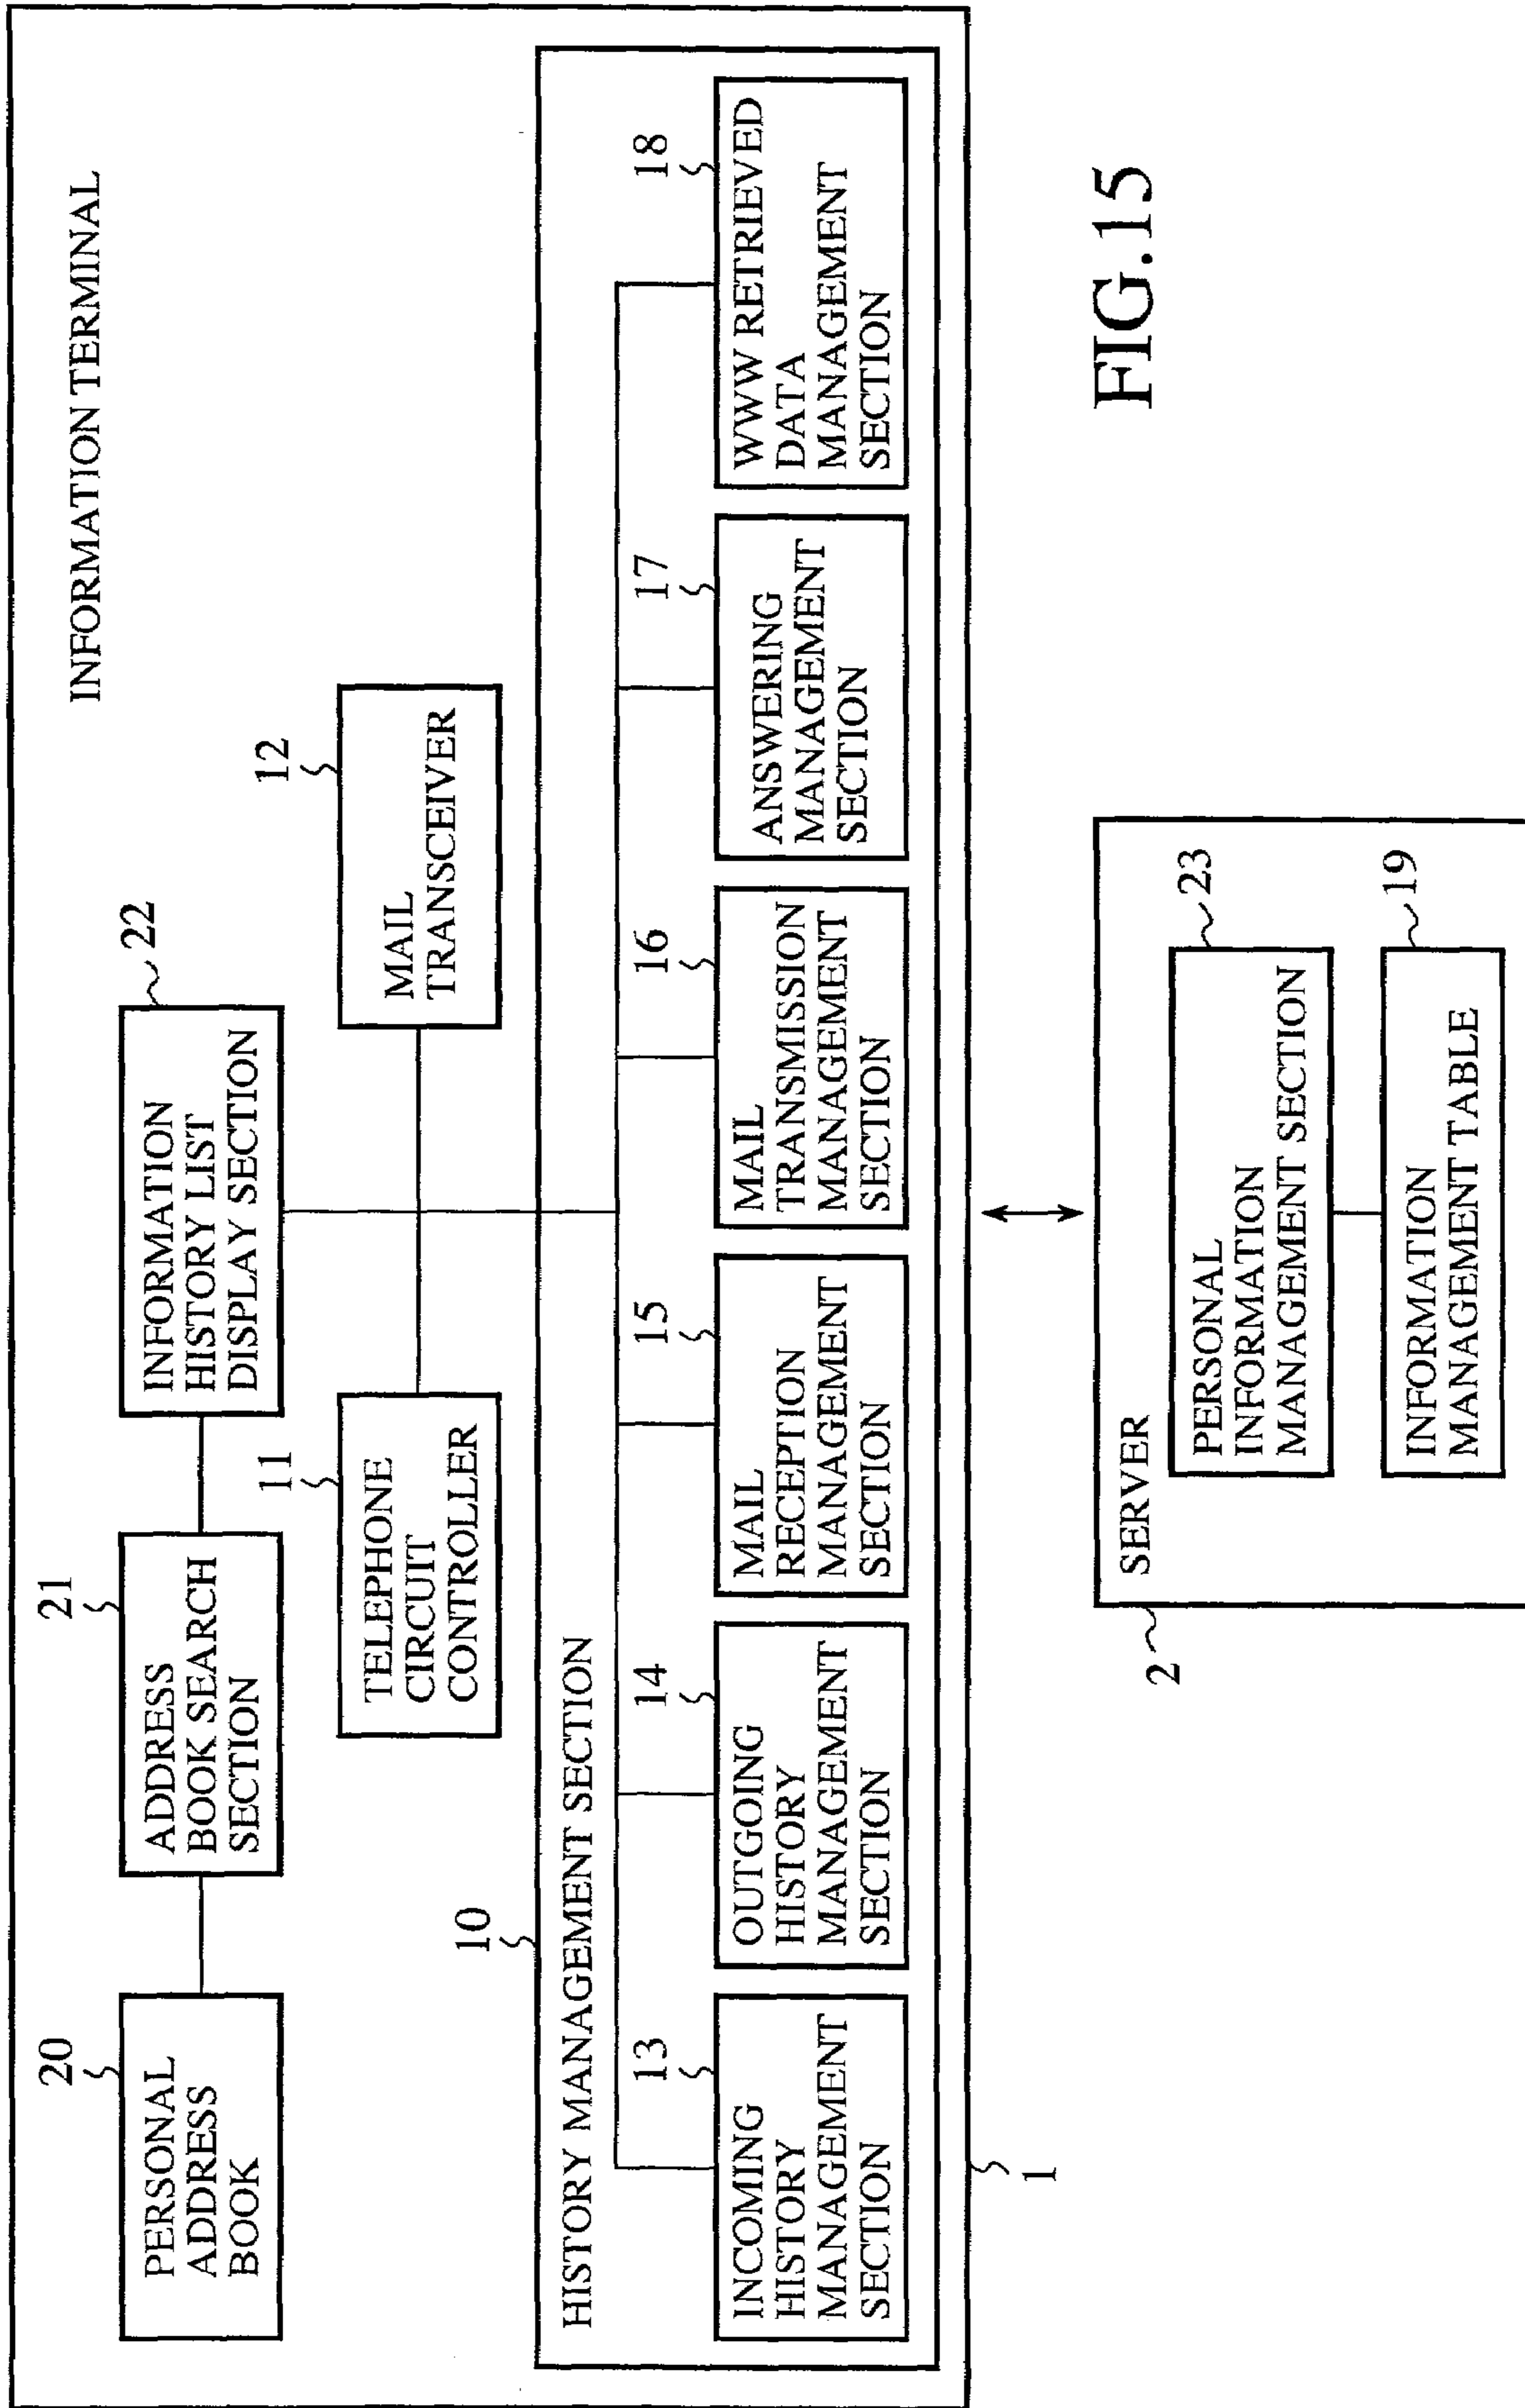 INFORMATION TERMINAL
20
PERSONAL
ADDRESS
BOOK
21
ADDRESS
BOOK SEARCH
SECTION
22
INFORMATION
HISTORY LIST
DISPLAY SECTION
11
TELEPHONE
CIRCUIT
CONTROLLER
12
MAIL
TRANSCEIVER
10
HISTORY MANAGEMENT SECTION
13
INCOMING
HISTORY
MANAGEMENT
SECTION
14
OUTGOING
HISTORY
MANAGEMENT
SECTION
15
MAIL
RECEPTION
MANAGEMENT
SECTION
16
MAIL
TRANSMISSION
MANAGEMENT
SECTION
17
ANSWERING
MANAGEMENT
SECTION
18
WWW RETRIEVED
DATA
MANAGEMENT
SECTION
1
2
SERVER
PERSONAL
INFORMATION
MANAGEMENT SECTION
23
INFORMATION
MANAGEMENT TABLE
19
FIG.15